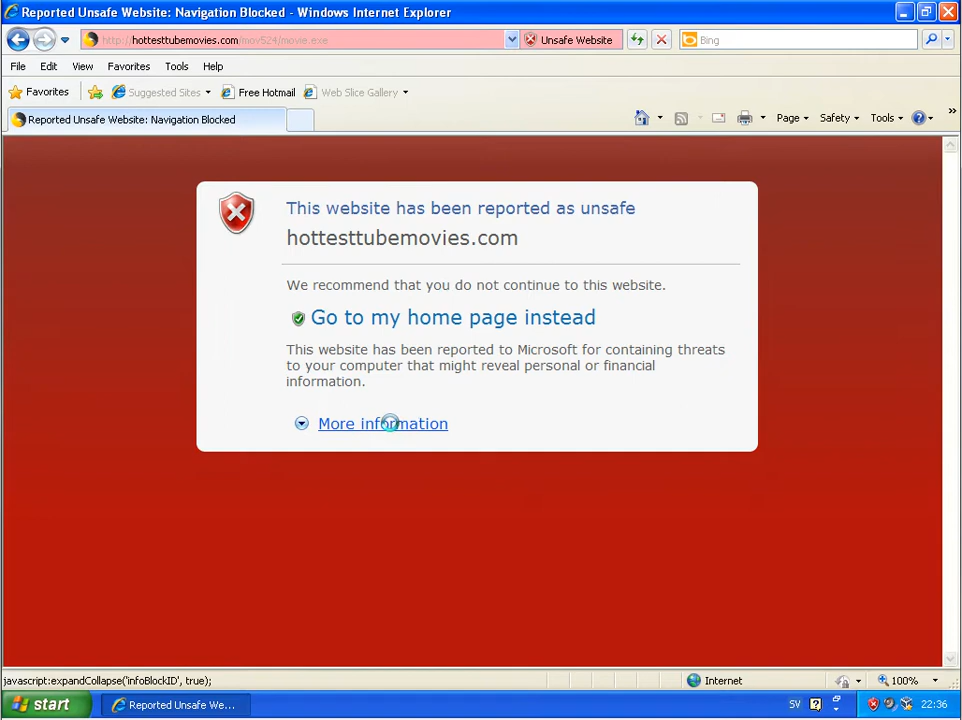 Reported Unsafe Website: Navigation Blocked - Windows Internet Explorer
http://hottesttubemovies.com/mov524/movie.exe Unsafe Website Bing
File Edit View Favorites Tools Help
Favorites Suggested Sites Free Hotmail Web Slice Gallery
Reported Unsafe Website: Navigation Blocked Page Safety Tools »
This website has been reported as unsafe
hottesttubemovies.com
We recommend that you do not continue to this website.
Go to my home page instead
This website has been reported to Microsoft for containing threats
to your computer that might reveal personal or financial
information.
More information
javascript:expandCollapse('infoBlockID', true); Internet 100%
start Reported Unsafe We... SV 22:36